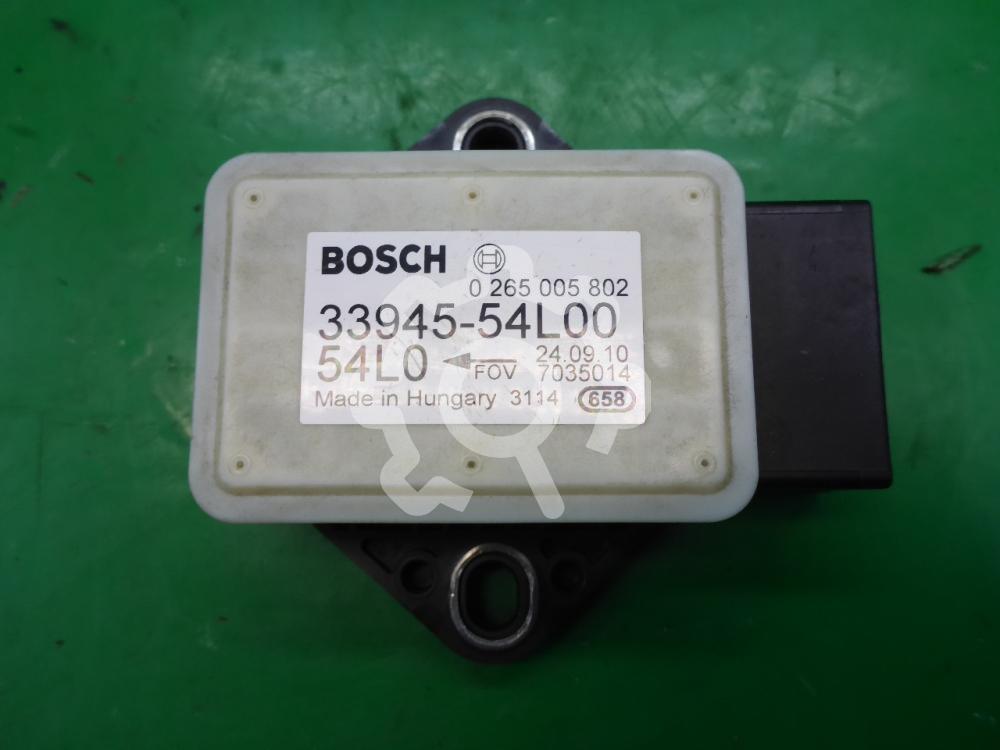 BOSCH
0 265 005 802
33945-54L00
54L0 FOV 24.09.10
7035014
Made in Hungary 3114 658